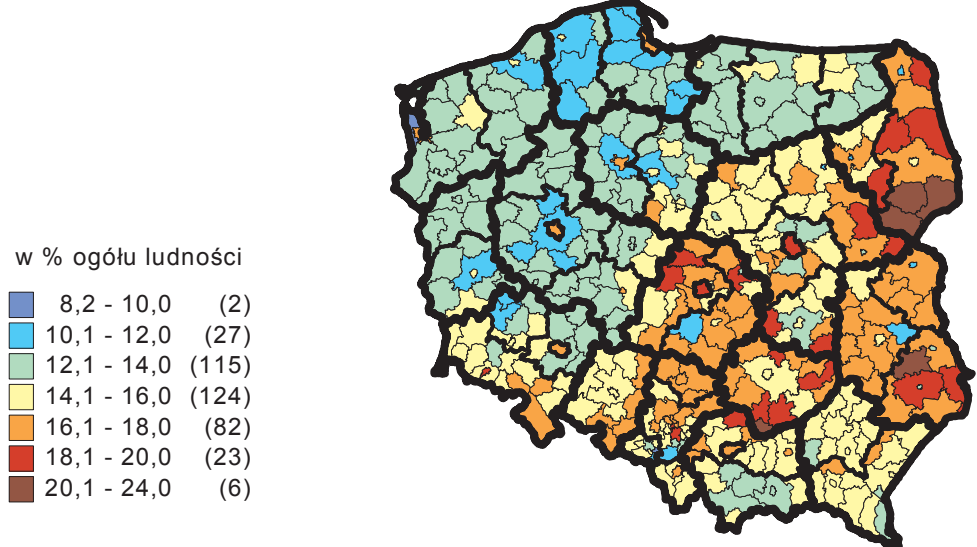 w % ogółu ludności
8,2 - 10,0 (2)
10,1 - 12,0 (27)
12,1 - 14,0 (115)
14,1 - 16,0 (124)
16,1 - 18,0 (82)
18,1 - 20,0 (23)
20,1 - 24,0 (6)